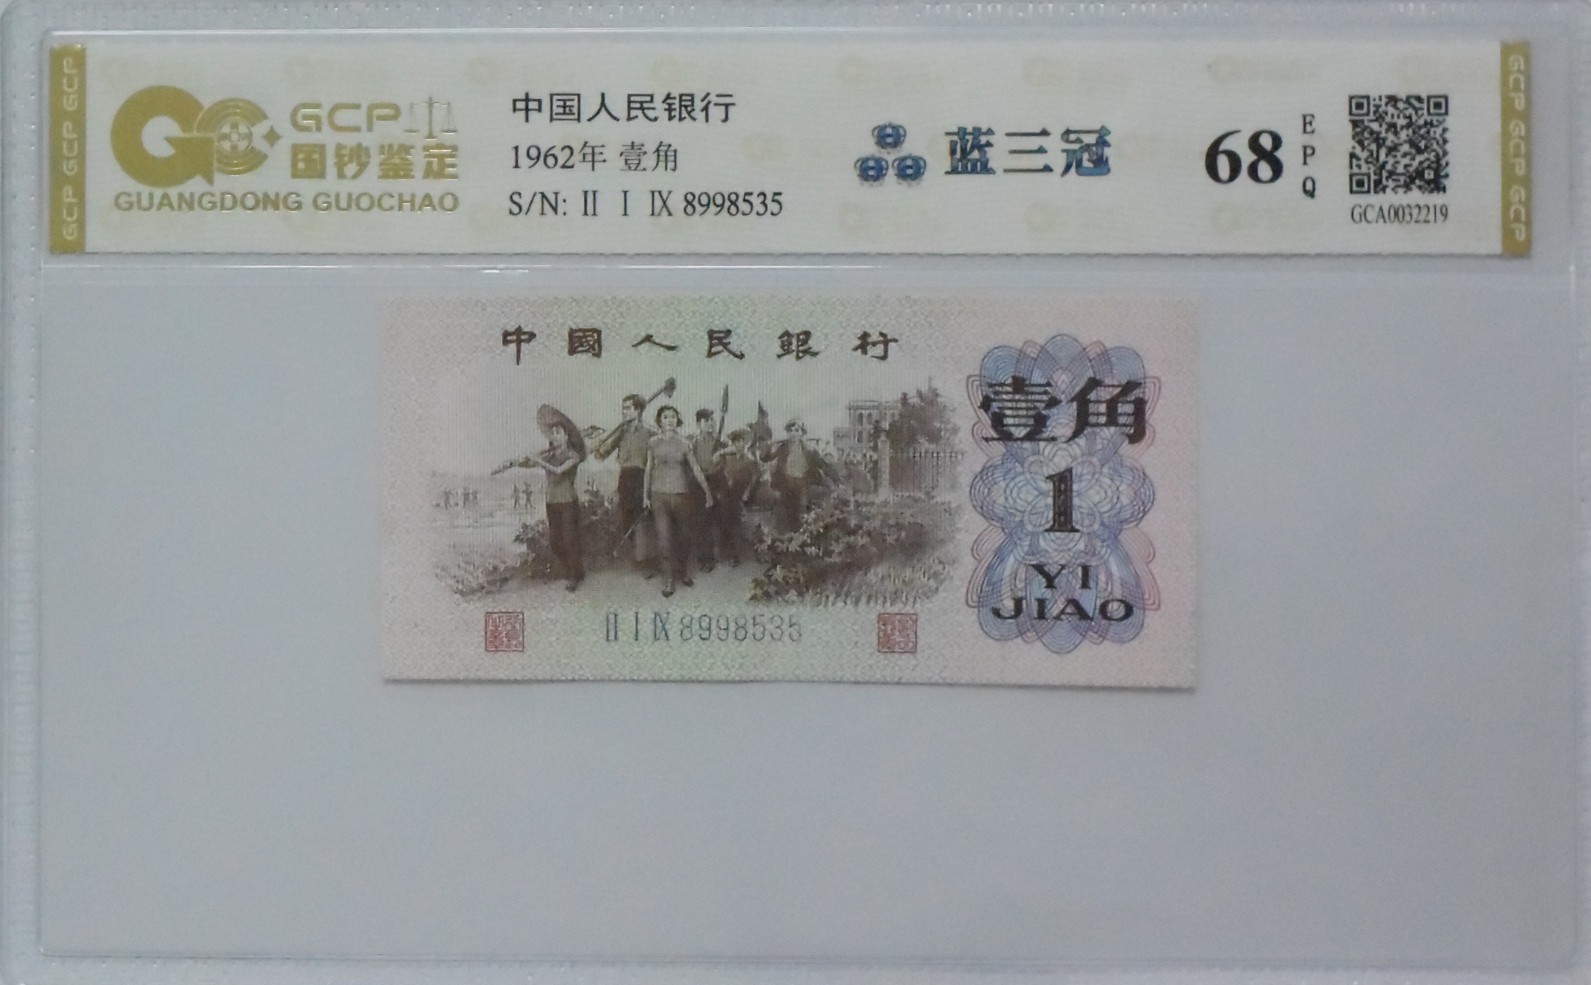 GCP GCP GCP
GCP
国钞鉴定
GUANGDONG GUOCHAO
中国人民银行
1962年 壹角
S/N: Ⅱ Ⅰ Ⅸ 8998535
蓝三冠
68
EPQ
GCA0032219
GCP GCP GCP
中國人民銀行
壹角
1
YI
JIAO
Ⅱ Ⅰ Ⅸ 8998535